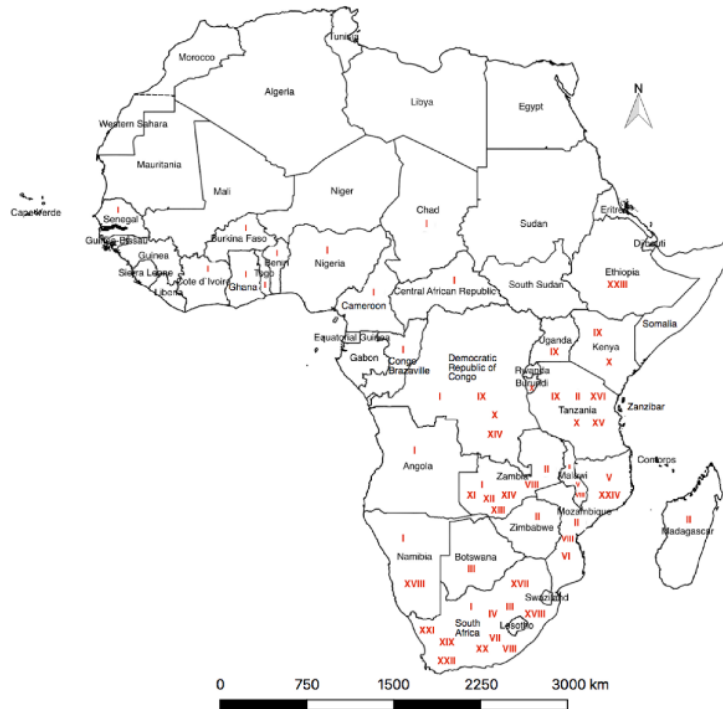 Tunisia
Morocco
Algeria
Libya
Egypt
Western Sahara
Mauritania
Mali
Niger
Chad
I
Sudan
Eritrea
Djibouti
Cape Verde
I
Senegal
Guinea-Bissau
Guinea
Sierra Leone
Liberia
I
Cote d'Ivoire
I
Burkina Faso
I
Ghana
Togo
I
I
Benin
I
Nigeria
I
Cameroon
I
Central African Republic
South Sudan
Ethiopia
XXIII
Somalia
Equatorial Guinea
Gabon
I
Congo
Brazaville
Democratic
Republic of
Congo
I
IX
X
XIV
Uganda
IX
IX
Kenya
X
Rwanda
Burundi
X
IX II XVI
Tanzania
X XV
Zanzibar
Comoros
I
Angola
II
Zambia
I VIII
XI XII XIV
XIII
II
Malawi
V
VIII
V
XXIV
Mozambique
II
VIII
VI
II
Zimbabwe
II
Madagascar
I
Namibia
XVIII
Botswana
III
XVII
Swaziland
I III
IV XVIII
South
Africa
Lesotho
VII
XXI
XIX
XX VIII
XXII
0 750 1500 2250 3000 km